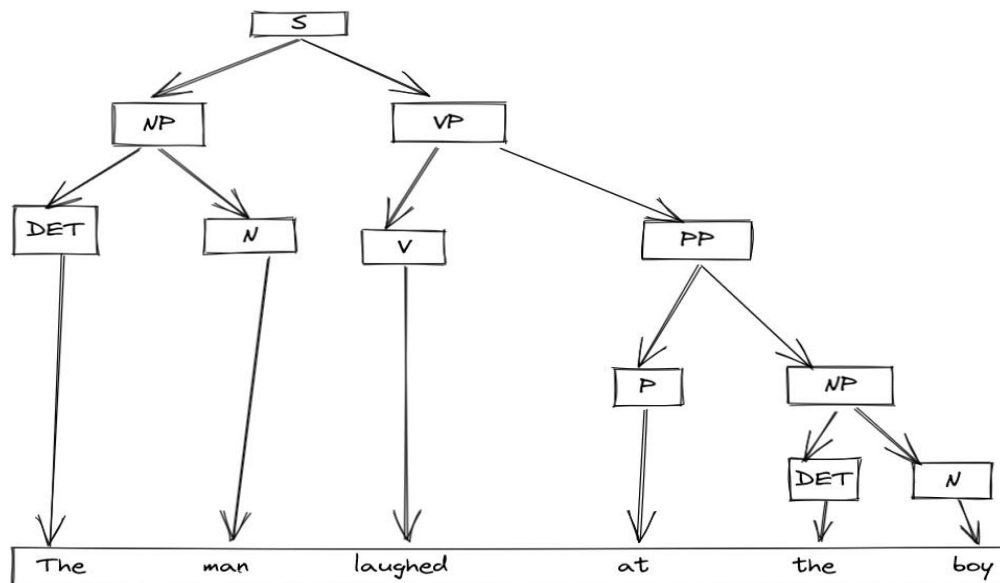 S
NP VP
DET N V PP
P NP
DET N
The man laughed at the boy